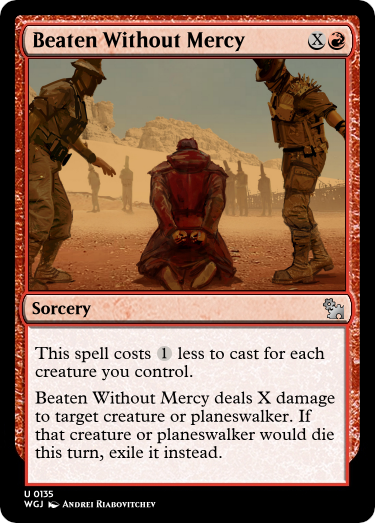 Beaten Without Mercy X
Sorcery
This spell costs 1 less to cast for each
creature you control.
Beaten Without Mercy deals X damage
to target creature or planeswalker. If
that creature or planeswalker would die
this turn, exile it instead.
U 0135
WGJ Andrei Riabovitchev